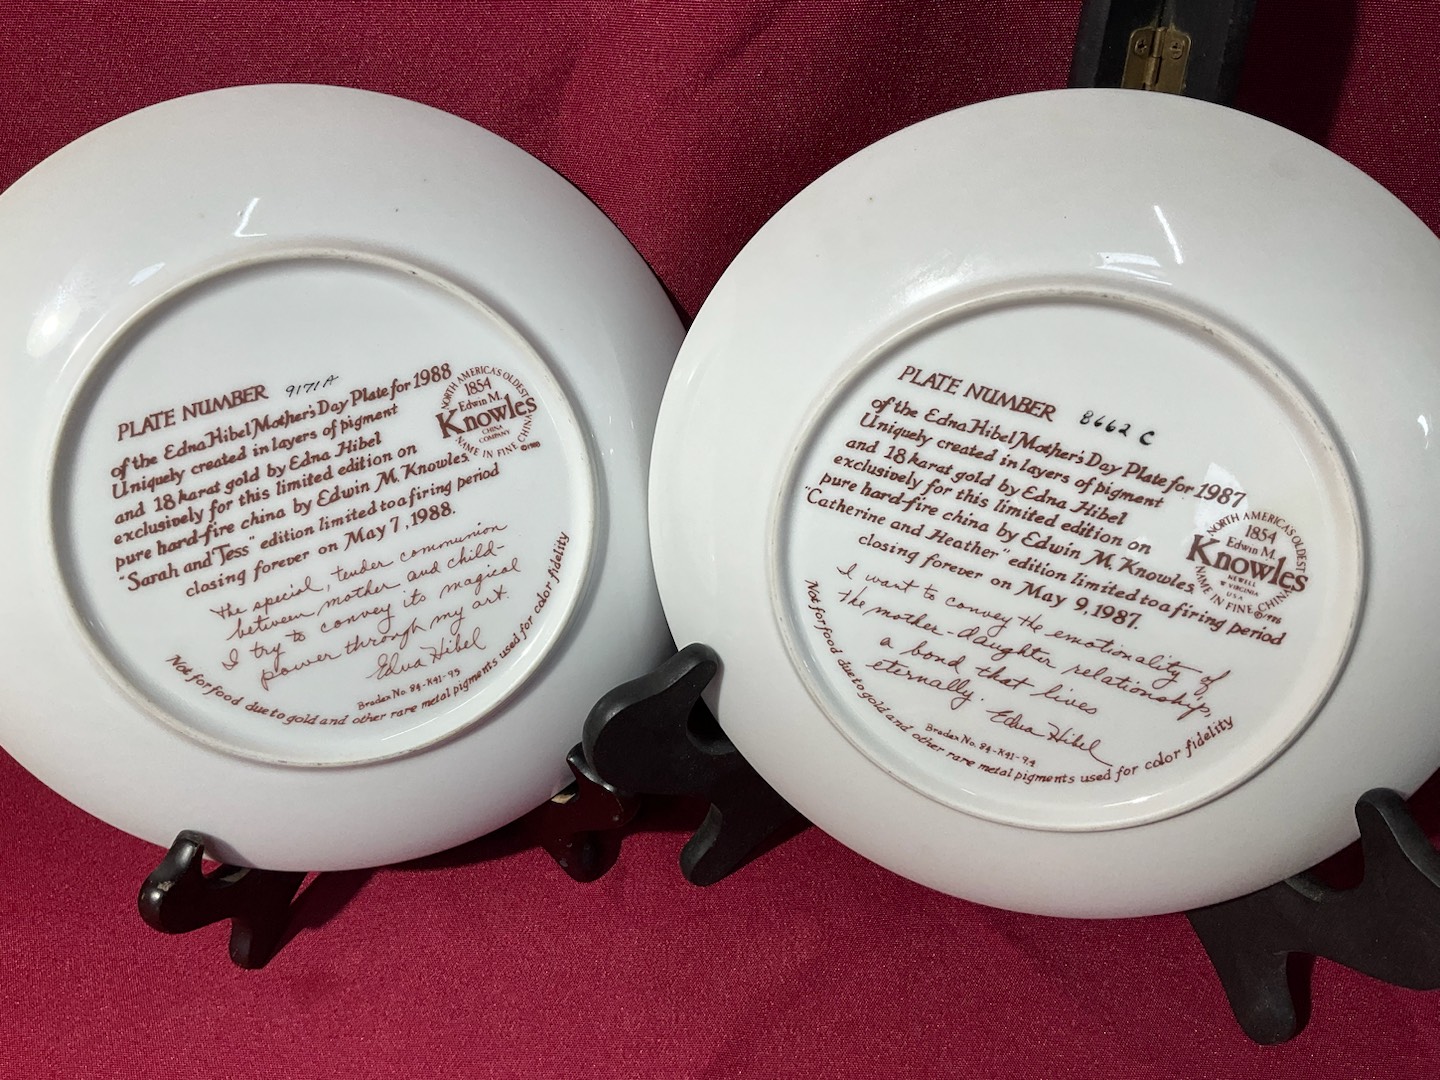 PLATE NUMBER 9171A
of the Edna Hibel Mother's Day Plate for 1988
Uniquely created in layers of pigment
and 18 karat gold by Edna Hibel
exclusively for this limited edition on
pure hard-fire china by Edwin M. Knowles.
"Sarah and Tess" edition limited to a firing period
closing forever on May 7, 1988.
NORTH AMERICA'S OLDEST
1854
Edwin M.
Knowles
CHINA
COMPANY
NAME IN FINE CHINA
the special, tender communion
between mother and child-
I try to convey its magical
power through my art.
Edna Hibel
Bradex No. 84-K41-95
Not for food due to gold and other rare metal pigments used for color fidelity
PLATE NUMBER 8662 C
of the Edna Hibel Mother's Day Plate for 1987
Uniquely created in layers of pigment
and 18 karat gold by Edna Hibel
exclusively for this limited edition on
pure hard-fire china by Edwin M. Knowles.
"Catherine and Heather" edition limited to a firing period
closing forever on May 9, 1987.
NORTH AMERICA'S OLDEST
1854
Edwin M.
Knowles
NEWELL
W VIRGINIA
USA
NAME IN FINE CHINA
I want to convey the emotionality of
the mother-daughter relationship,
a bond that lives
eternally. Edna Hibel
Bradex No. 84-K41-94
Not for food due to gold and other rare metal pigments used for color fidelity